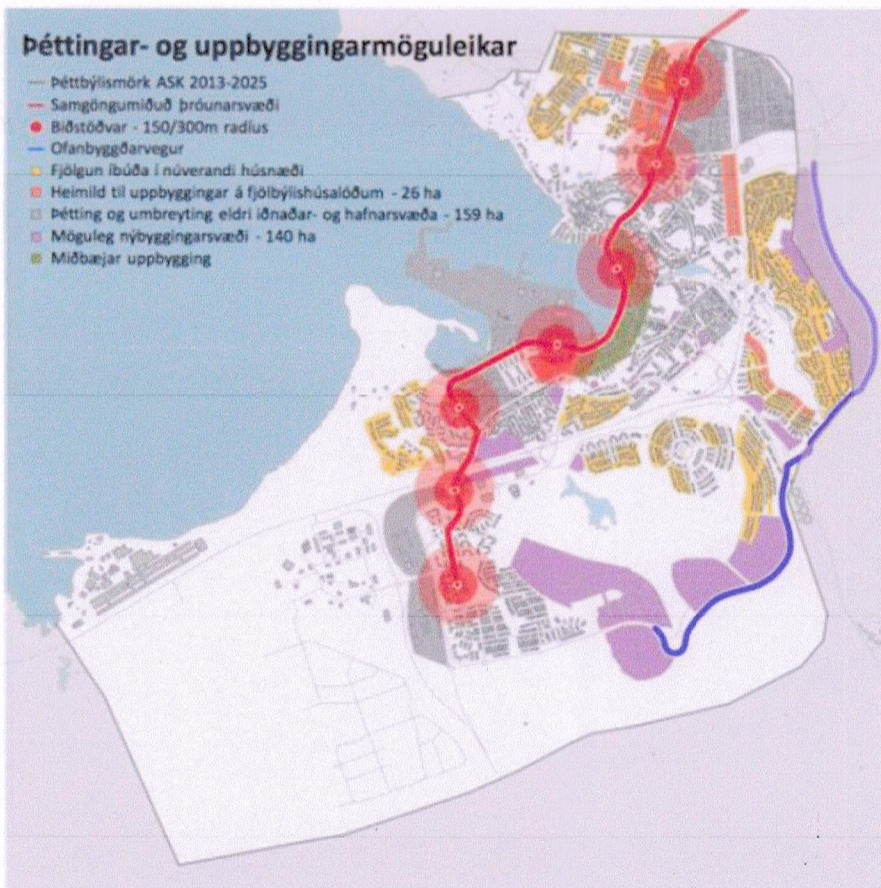 Þéttingar- og uppbyggingarmöguleikar
Þéttbýlismörk ASK 2013-2025
Samgöngumiðuð þróunarsvæði
Biðstöðvar - 150/300m radíus
Ofanbyggðarvegur
Fjölgun íbúða í núverandi húsnæði
Heimild til uppbyggingar á fjölbýlishúsalóðum - 26 ha
Þétting og umbreyting eldri iðnaðar- og hafnarsvæða - 159 ha
Möguleg nýbyggingarsvæði - 140 ha
Miðbæjar uppbygging